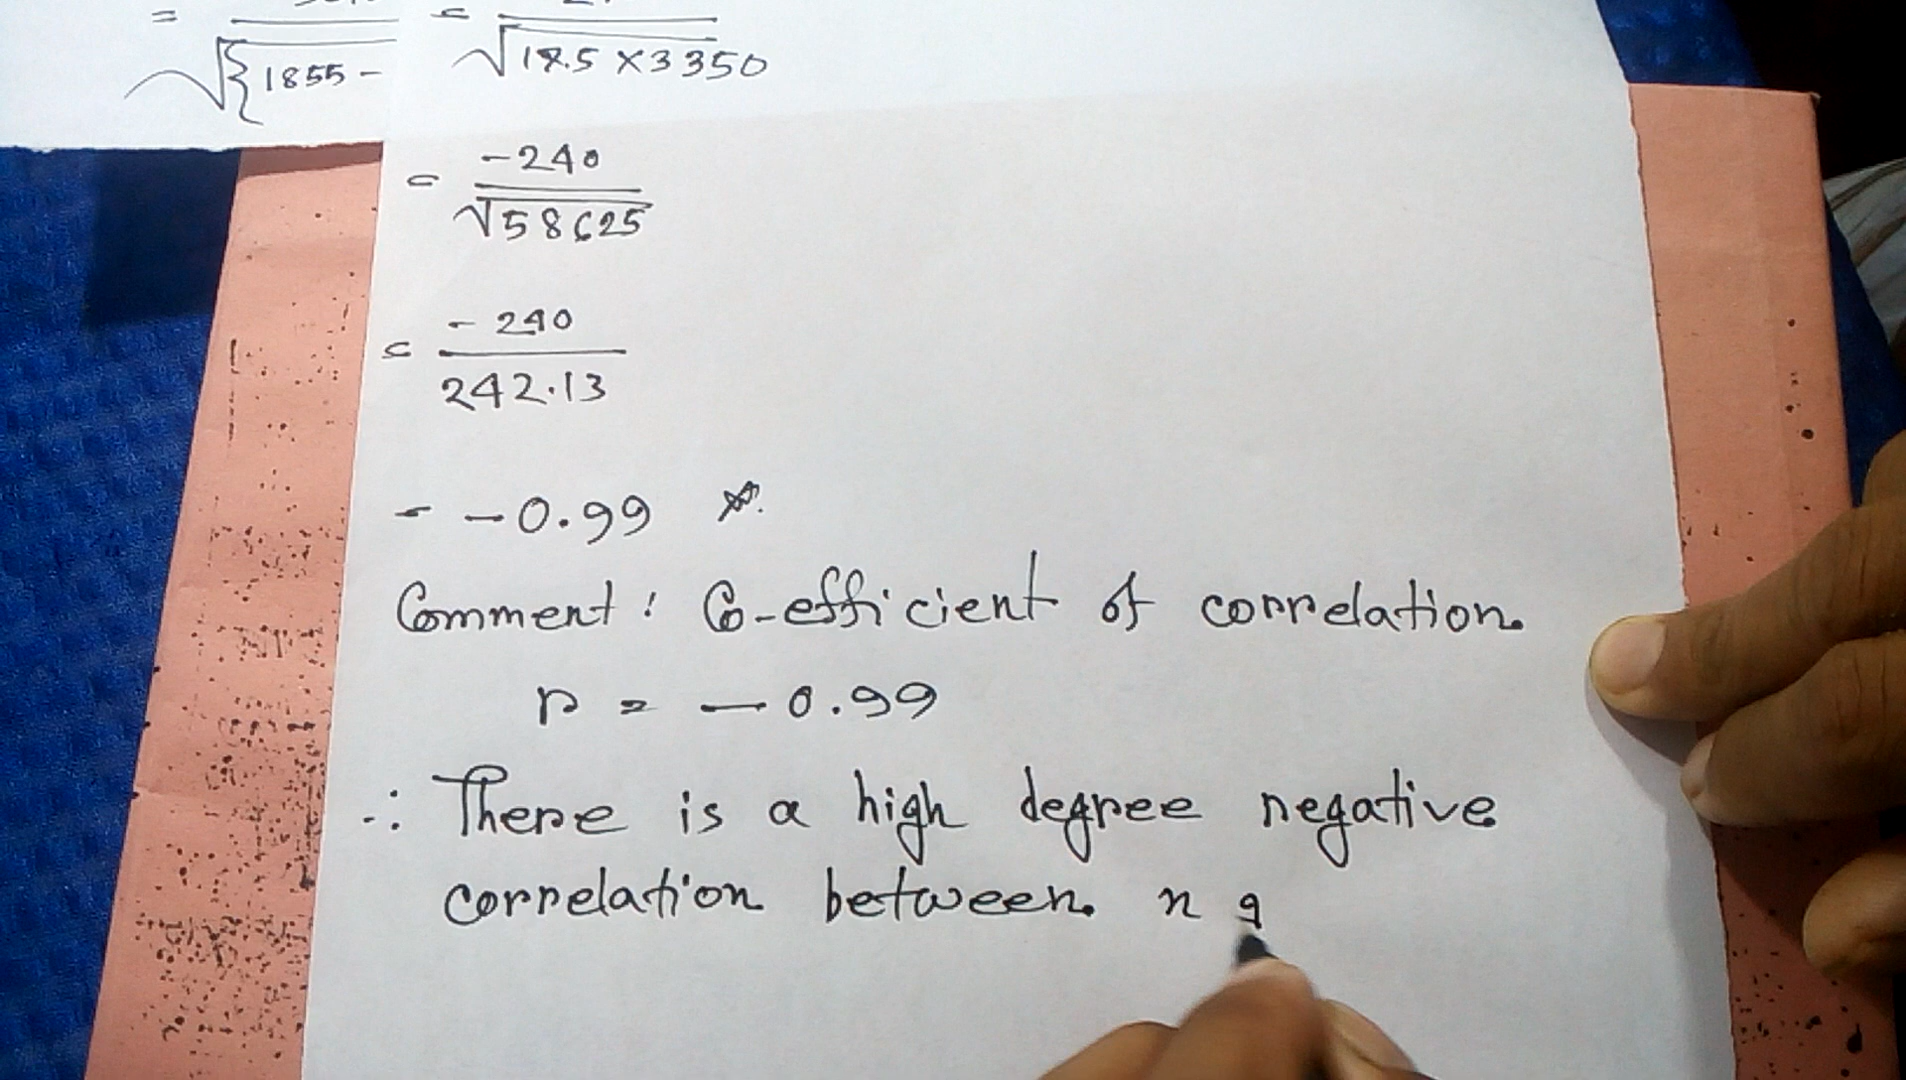 =
√{1855 -
=
√17.5 ×3350
= -240
√58625
= -240
242.13
= -0.99
Comment: Co-efficient of correlation
r = -0.99
∴ There is a high degree negative
correlation between x a